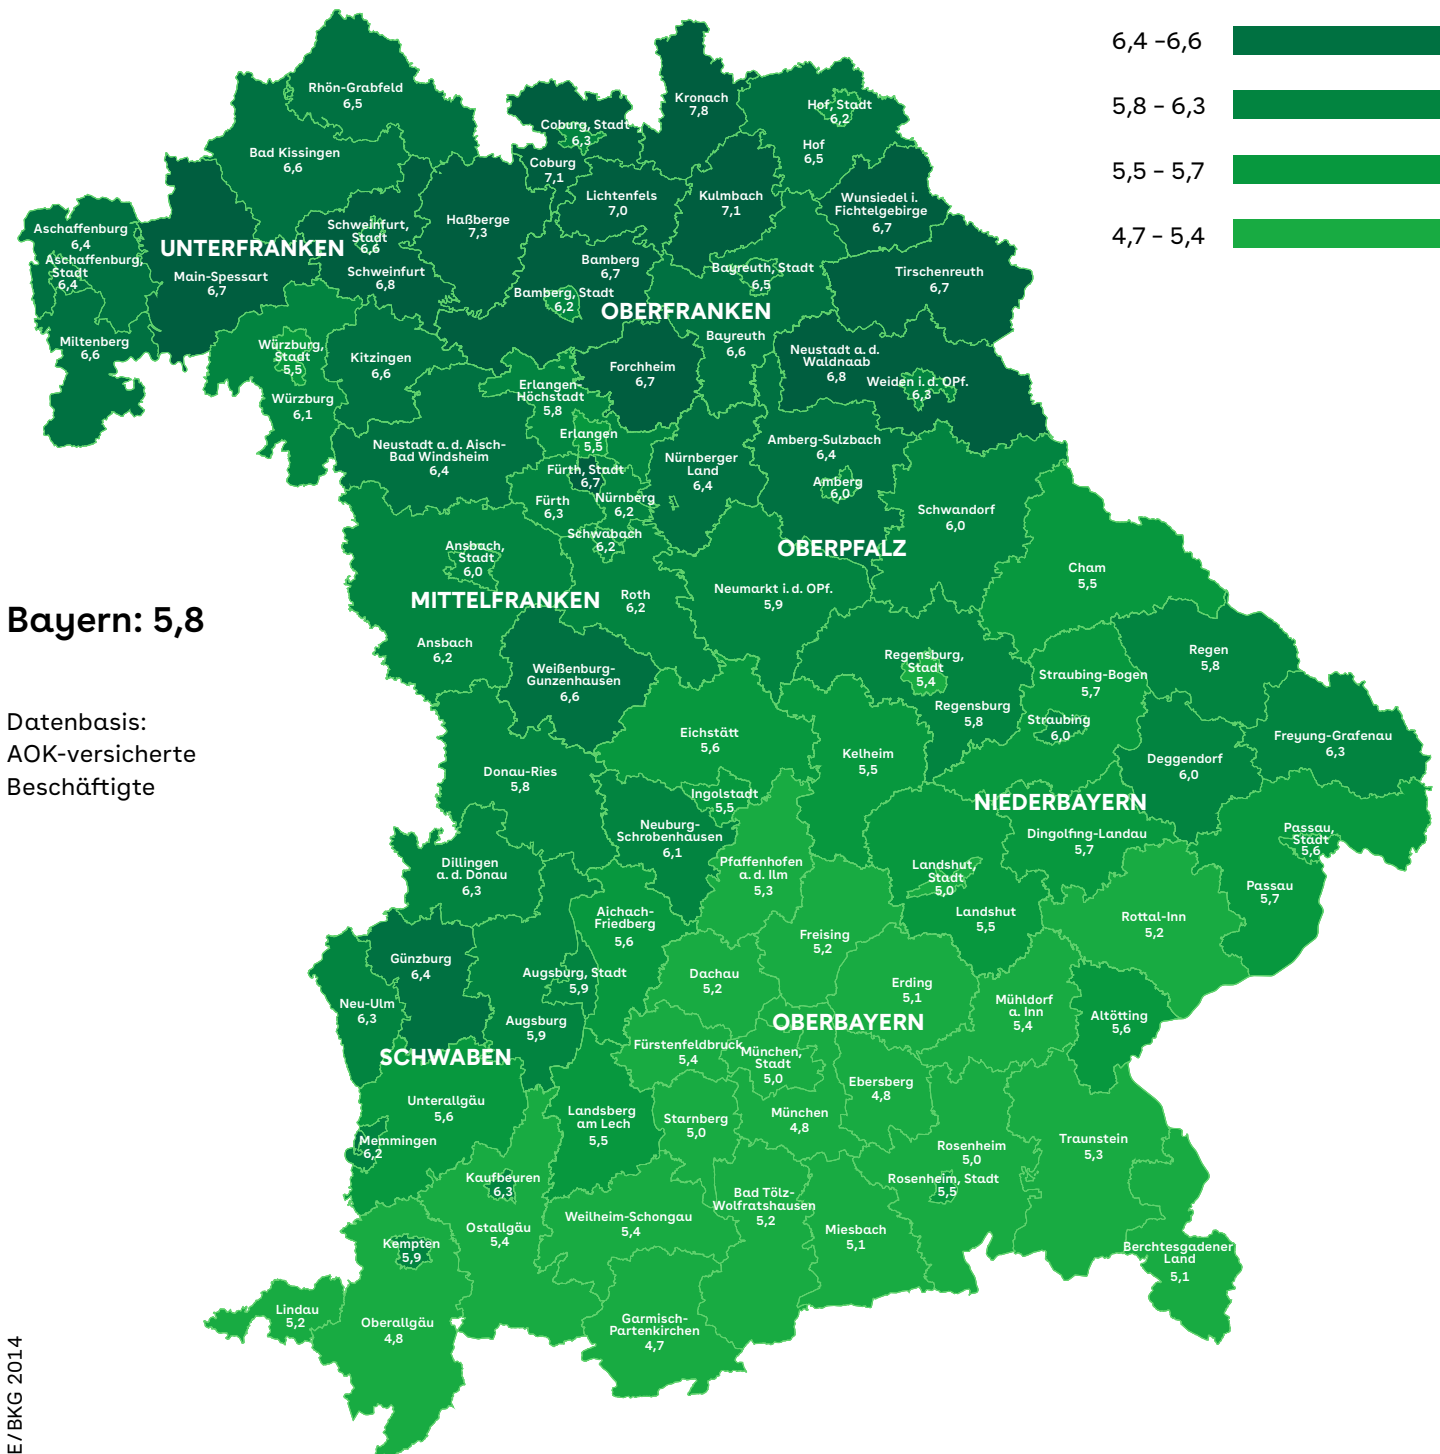 6,4 –6,6
5,8 – 6,3
5,5 – 5,7
4,7 – 5,4
Rhön-Grabfeld
6,5
Kronach
7,8
Hof, Stadt
6,2
Coburg, Stadt
6,3
Hof
6,5
Bad Kissingen
6,6
Coburg
7,1
Lichtenfels
7,0
Kulmbach
7,1
Wunsiedel i.
Fichtelgebirge
6,7
Haßberge
7,3
Aschaffenburg
6,4
Schweinfurt,
Stadt
6,6
UNTERFRANKEN
Aschaffenburg,
Stadt
6,4
Main-Spessart
6,7
Schweinfurt
6,8
Bamberg
6,7
Bayreuth, Stadt
6,5
Tirschenreuth
6,7
Bamberg, Stadt
6,2
OBERFRANKEN
Miltenberg
6,6
Würzburg,
Stadt
5,5
Kitzingen
6,6
Bayreuth
6,6
Neustadt a. d.
Waldnaab
6,8
Forchheim
6,7
Weiden i. d. OPf.
6,3
Erlangen-
Höchstadt
5,8
Würzburg
6,1
Erlangen
5,5
Amberg-Sulzbach
6,4
Neustadt a. d. Aisch-
Bad Windsheim
6,4
Nürnberger
Land
6,4
Fürth, Stadt
6,7
Amberg
6,0
Fürth
6,3
Nürnberg
6,2
Schwandorf
6,0
Schwabach
6,2
Ansbach,
Stadt
6,0
OBERPFALZ
Cham
5,5
Neumarkt i. d. OPf.
5,9
MITTELFRANKEN
Roth
6,2
Bayern: 5,8
Ansbach
6,2
Regen
5,8
Regensburg,
Stadt
5,4
Weißenburg-
Gunzenhausen
6,6
Straubing-Bogen
5,7
Datenbasis:
AOK-versicherte
Beschäftigte
Regensburg
5,8
Straubing
6,0
Eichstätt
5,6
Freyung-Grafenau
6,3
Kelheim
5,5
Deggendorf
6,0
Donau-Ries
5,8
Ingolstadt
5,5
NIEDERBAYERN
Neuburg-
Schrobenhausen
6,1
Dingolfing-Landau
5,7
Passau,
Stadt
5,6
Dillingen
a. d. Donau
6,3
Pfaffenhofen
a. d. Ilm
5,3
Landshut,
Stadt
5,0
Passau
5,7
Aichach-
Friedberg
5,6
Landshut
5,5
Rottal-Inn
5,2
Freising
5,2
Günzburg
6,4
Augsburg, Stadt
5,9
Dachau
5,2
Erding
5,1
Neu-Ulm
6,3
Mühldorf
a. Inn
5,4
Augsburg
5,9
OBERBAYERN
Altötting
5,6
Fürstenfeldbruck
5,4
München,
Stadt
5,0
SCHWABEN
Ebersberg
4,8
Unterallgäu
5,6
Landsberg
am Lech
5,5
Starnberg
5,0
München
4,8
Memmingen
6,2
Rosenheim
5,0
Traunstein
5,3
Kaufbeuren
6,3
Rosenheim, Stadt
5,5
Bad Tölz-
Wolfratshausen
5,2
Ostallgäu
5,4
Weilheim-Schongau
5,4
Miesbach
5,1
Kempten
5,9
Berchtesgadener
Land
5,1
Lindau
5,2
Oberallgäu
4,8
Garmisch-
Partenkirchen
4,7
E/BKG 2014